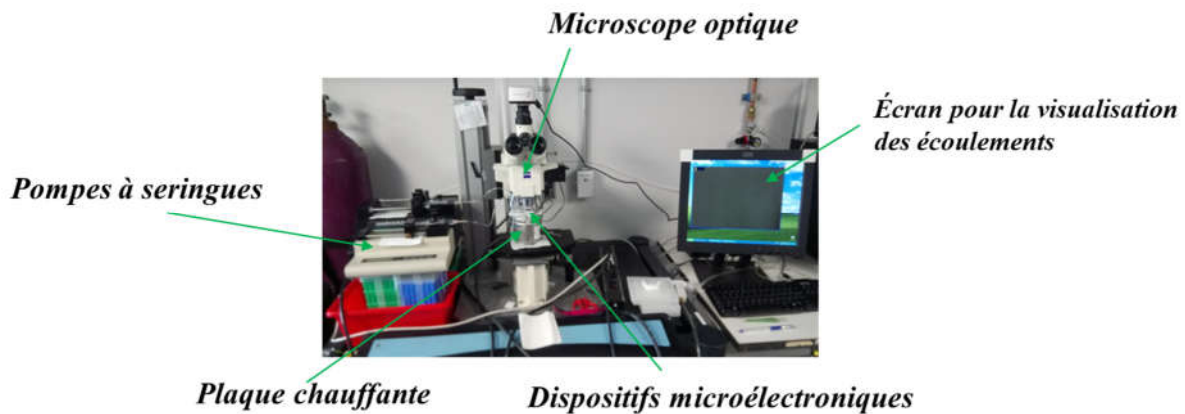 Microscope optique
Écran pour la visualisation
des écoulements
Pompes à seringues
Plaque chauffante
Dispositifs microélectroniques